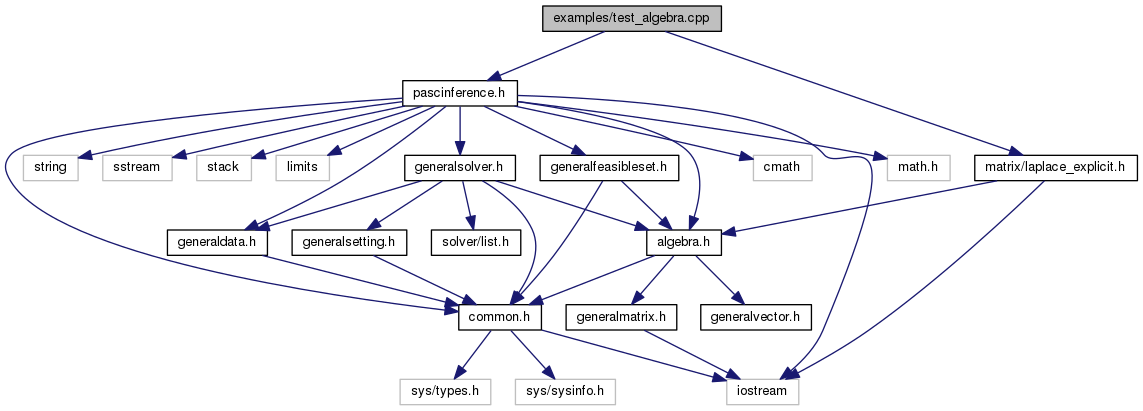 examples/test_algebra.cpp
pascinference.h
string
sstream
stack
limits
generalsolver.h
generalfeasibleset.h
cmath
math.h
matrix/laplace_explicit.h
generaldata.h
generalsetting.h
solver/list.h
algebra.h
common.h
generalmatrix.h
generalvector.h
sys/types.h
sys/sysinfo.h
iostream